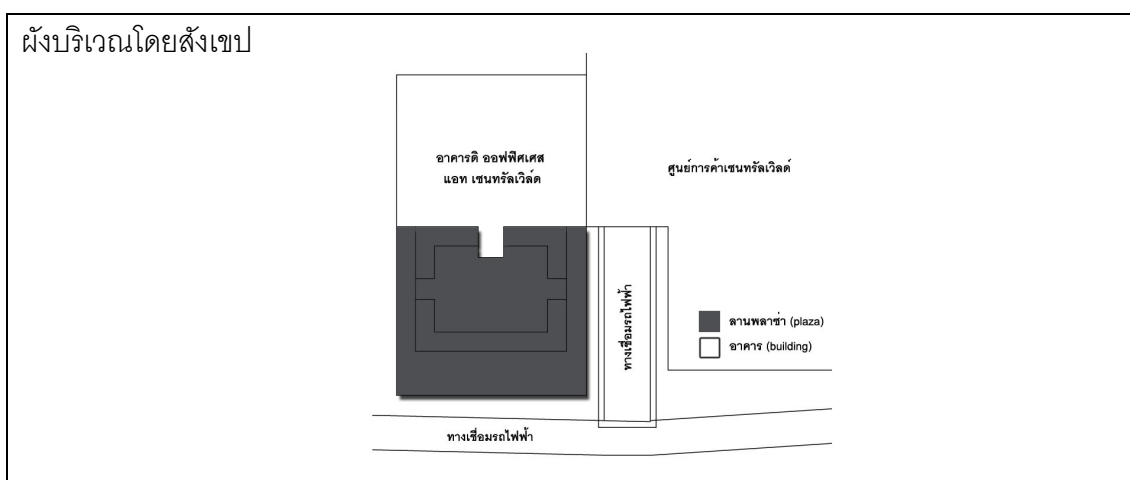 ผังบริเวณโดยสังเขป
อาคารดิ ออฟฟิศเศส
แอท เซนทรัลเวิลด์
ศูนย์การค้าเซนทรัลเวิลด์
ทางเชื่อมรถไฟฟ้า
ลานพลาซ่า (plaza)
อาคาร (building)
ทางเชื่อมรถไฟฟ้า